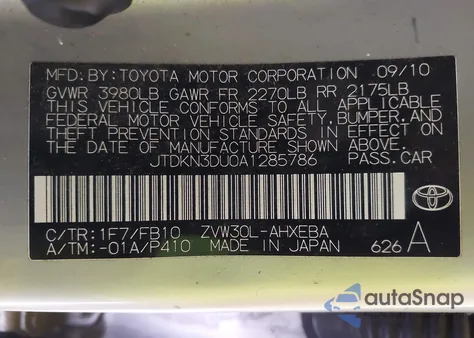 MFD. BY: TOYOTA MOTOR CORPORATION 09/10
GVWR 3980LB GAWR FR 2270LB RR 2175LB
THIS VEHICLE CONFORMS TO ALL APPLICABLE
FEDERAL MOTOR VEHICLE SAFETY, BUMPER, AND
THEFT PREVENTION STANDARDS IN EFFECT ON
THE DATE OF MANUFACTURE SHOWN ABOVE.
JTDKN3DU0A1285786 PASS. CAR
C/TR: 1F7/FB10 ZVW30L-AHXEBA
A/TM: -01A/P410 MADE IN JAPAN 626 A
TOYOTA
autoSnap